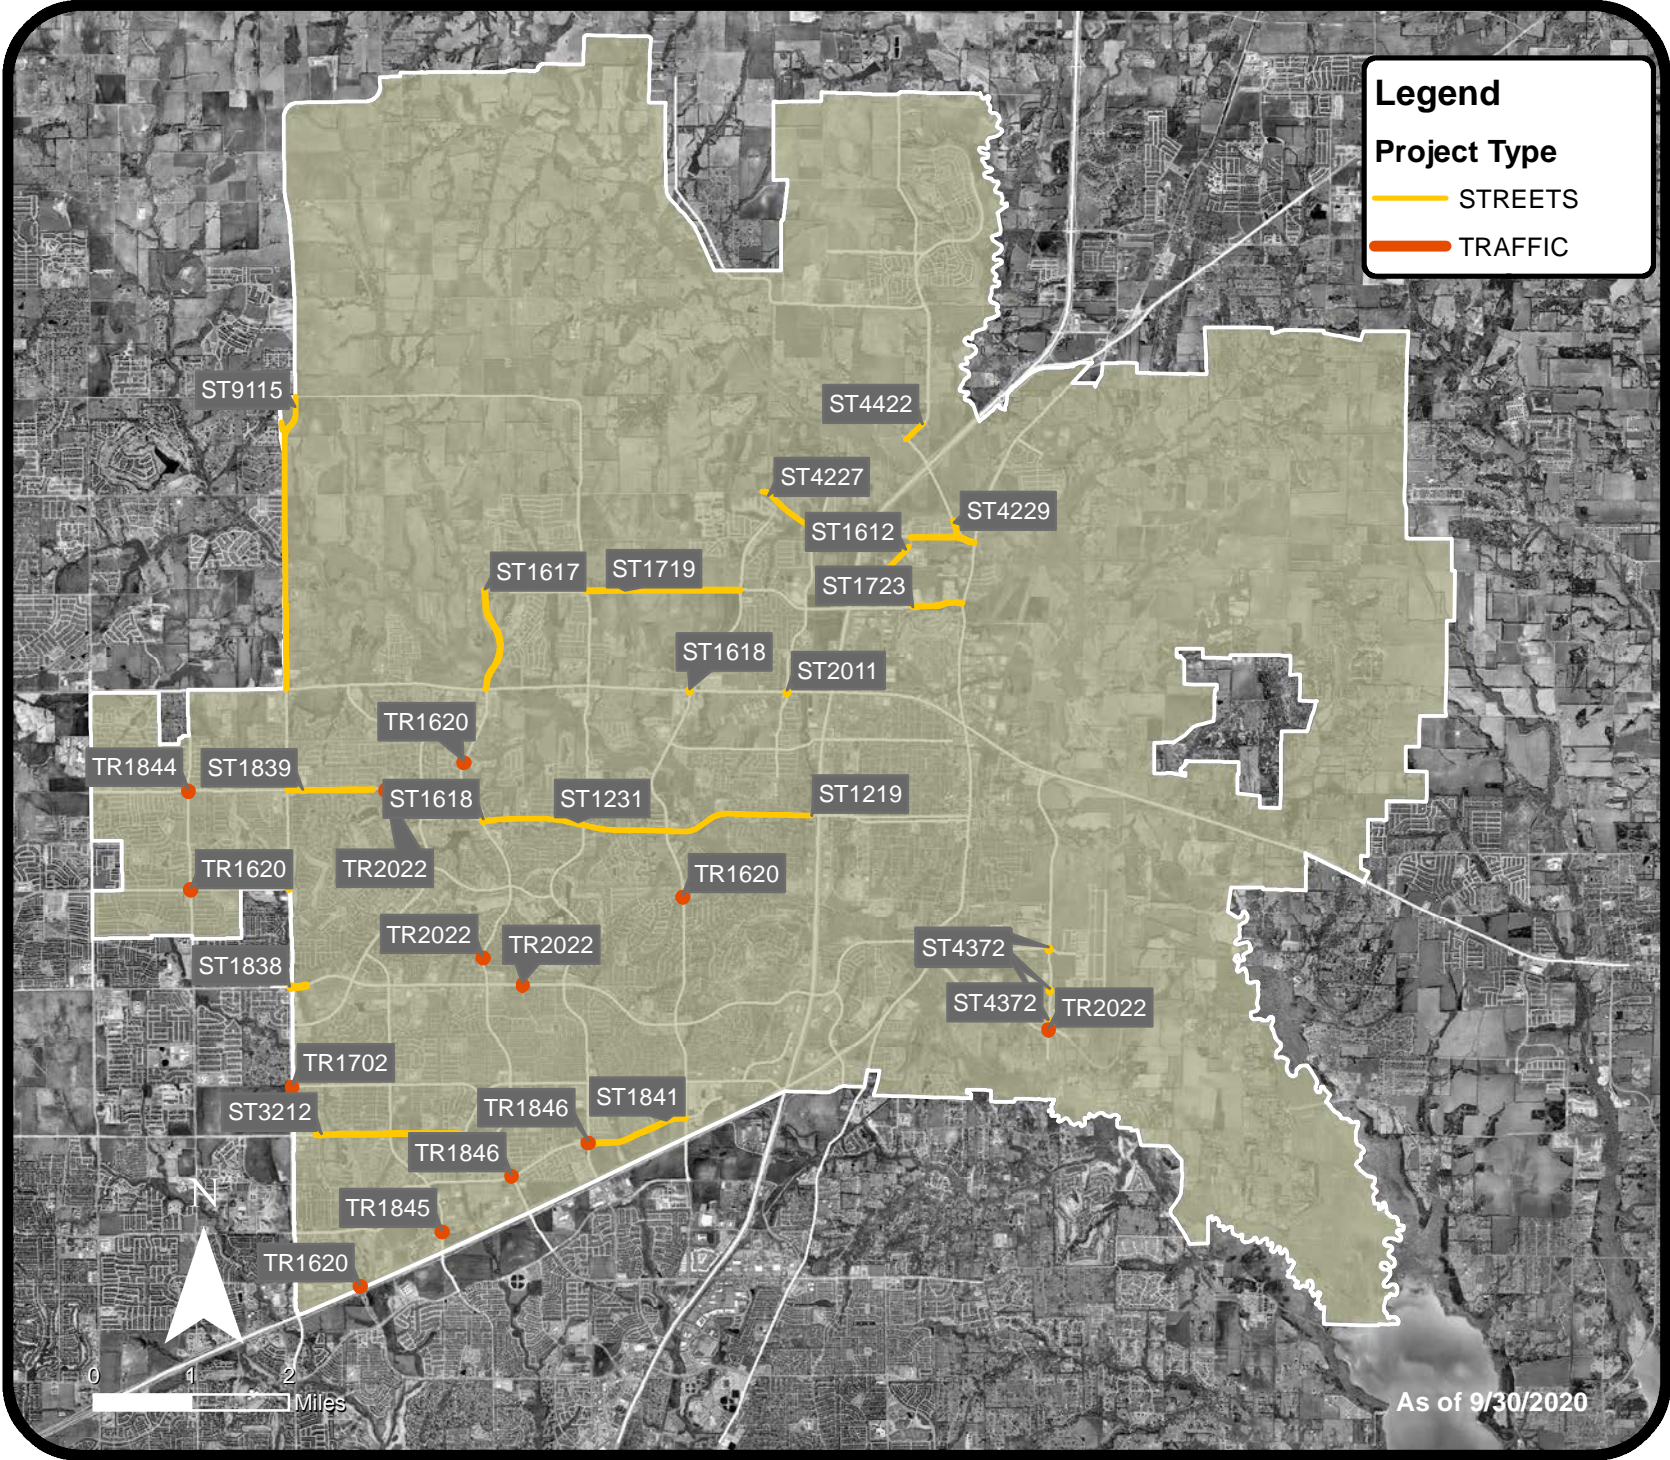 Legend
Project Type
STREETS
TRAFFIC
ST9115
ST4422
ST4227
ST4229
ST1612
ST1617
ST1719
ST1723
ST1618
ST2011
TR1620
TR1844
ST1839
ST1618
ST1231
ST1219
TR2022
TR1620
TR1620
TR2022
TR2022
ST4372
ST1838
ST4372
TR2022
TR1702
TR1846
ST1841
ST3212
TR1846
N
TR1845
TR1620
0 1 2
Miles
As of 9/30/2020